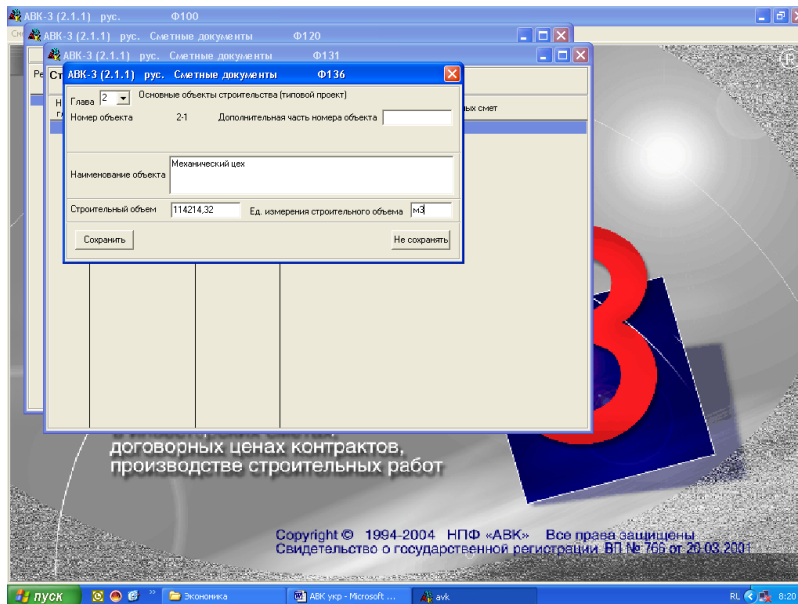 АВК-3 (2.1.1) рус. Ф100
АВК-3 (2.1.1) рус. Сметные документы Ф120
АВК-3 (2.1.1) рус. Сметные документы Ф131
АВК-3 (2.1.1) рус. Сметные документы Ф136
Глава 2 Основные объекты строительства (типовой проект)
Номер объекта 2-1 Дополнительная часть номера объекта
ых смет
Наименование объекта Механический цех
Строительный объем 114214,32 Ед. измерения строительного объема м3
Сохранить Не сохранять
3
договорных ценах контрактов,
производстве строительных работ
Copyright © 1994-2004 НПФ «АВК» Все права защищены
Свидетельство о государственной регистрации ВП № 766 от 20.03.2001
пуск Экономика АВК укр - Microsoft ... avk RL 8:20